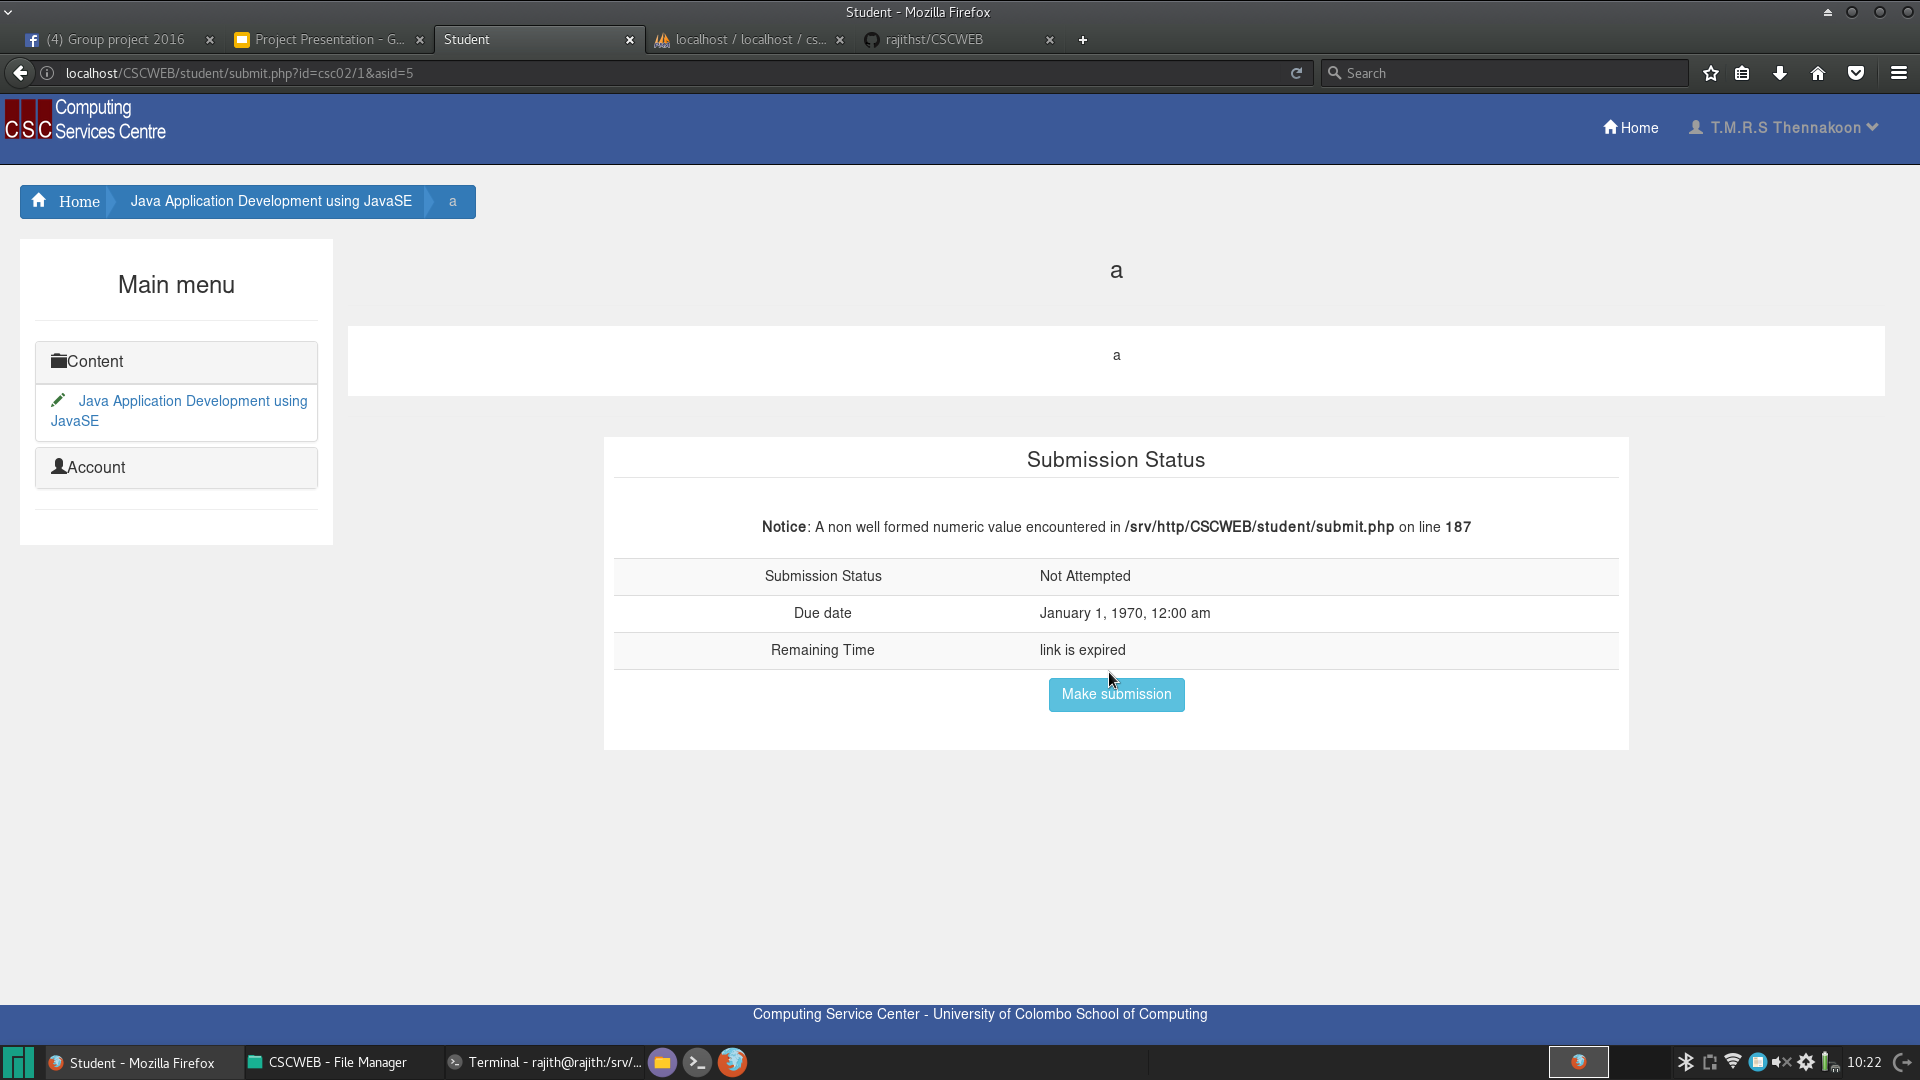 Student - Mozilla Firefox
(4) Group project 2016
Project Presentation - G...
Student
localhost / localhost / cs...
rajithst/CSCWEB
localhost/CSCWEB/student/submit.php?id=csc02/1&asid=5
Search
CSC Computing Services Centre
Home
T.M.R.S Thennakoon
Home
Java Application Development using JavaSE
a
Main menu
Content
Java Application Development using
JavaSE
Account
a
a
Submission Status
Notice: A non well formed numeric value encountered in /srv/http/CSCWEB/student/submit.php on line 187
Submission Status Not Attempted
Due date January 1, 1970, 12:00 am
Remaining Time link is expired
Make submission
Computing Service Center - University of Colombo School of Computing
Student - Mozilla Firefox
CSCWEB - File Manager
Terminal - rajith@rajith:/srv/...
10:22